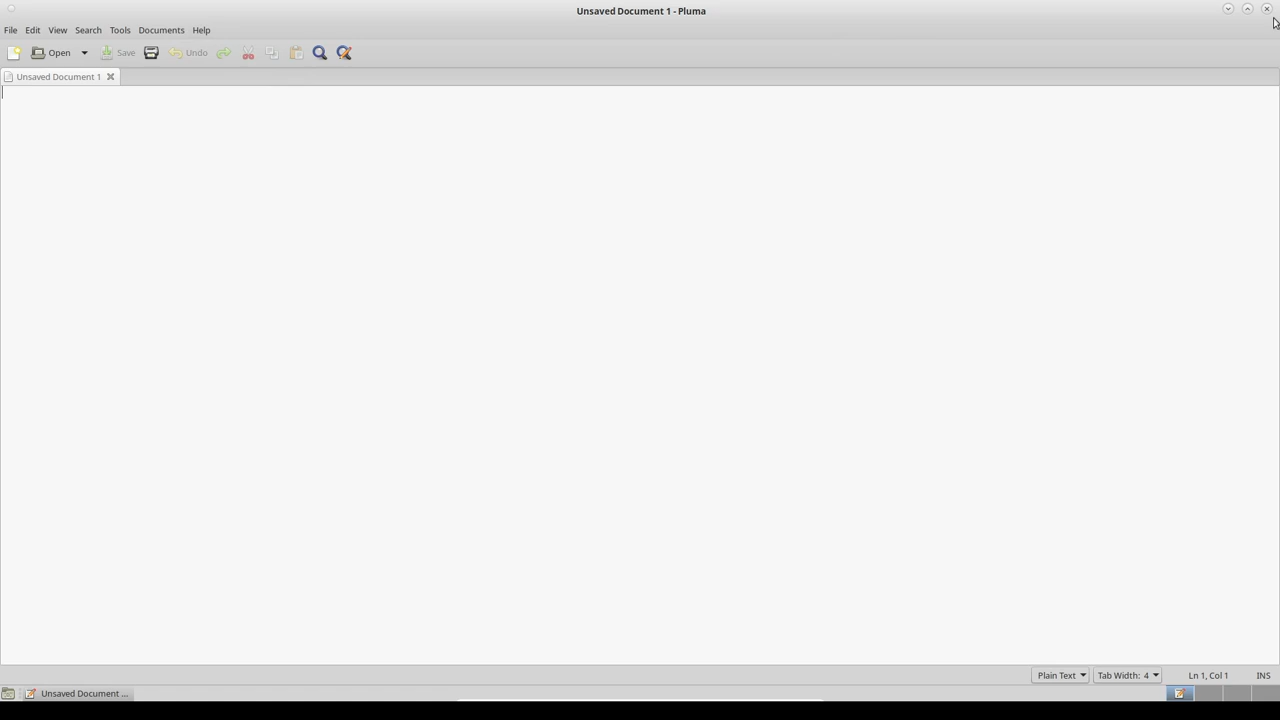 Unsaved Document 1 - Pluma
File Edit View Search Tools Documents Help
Open Save Undo
Unsaved Document 1
Plain Text Tab Width: 4 Ln 1, Col 1 INS
Unsaved Document ...